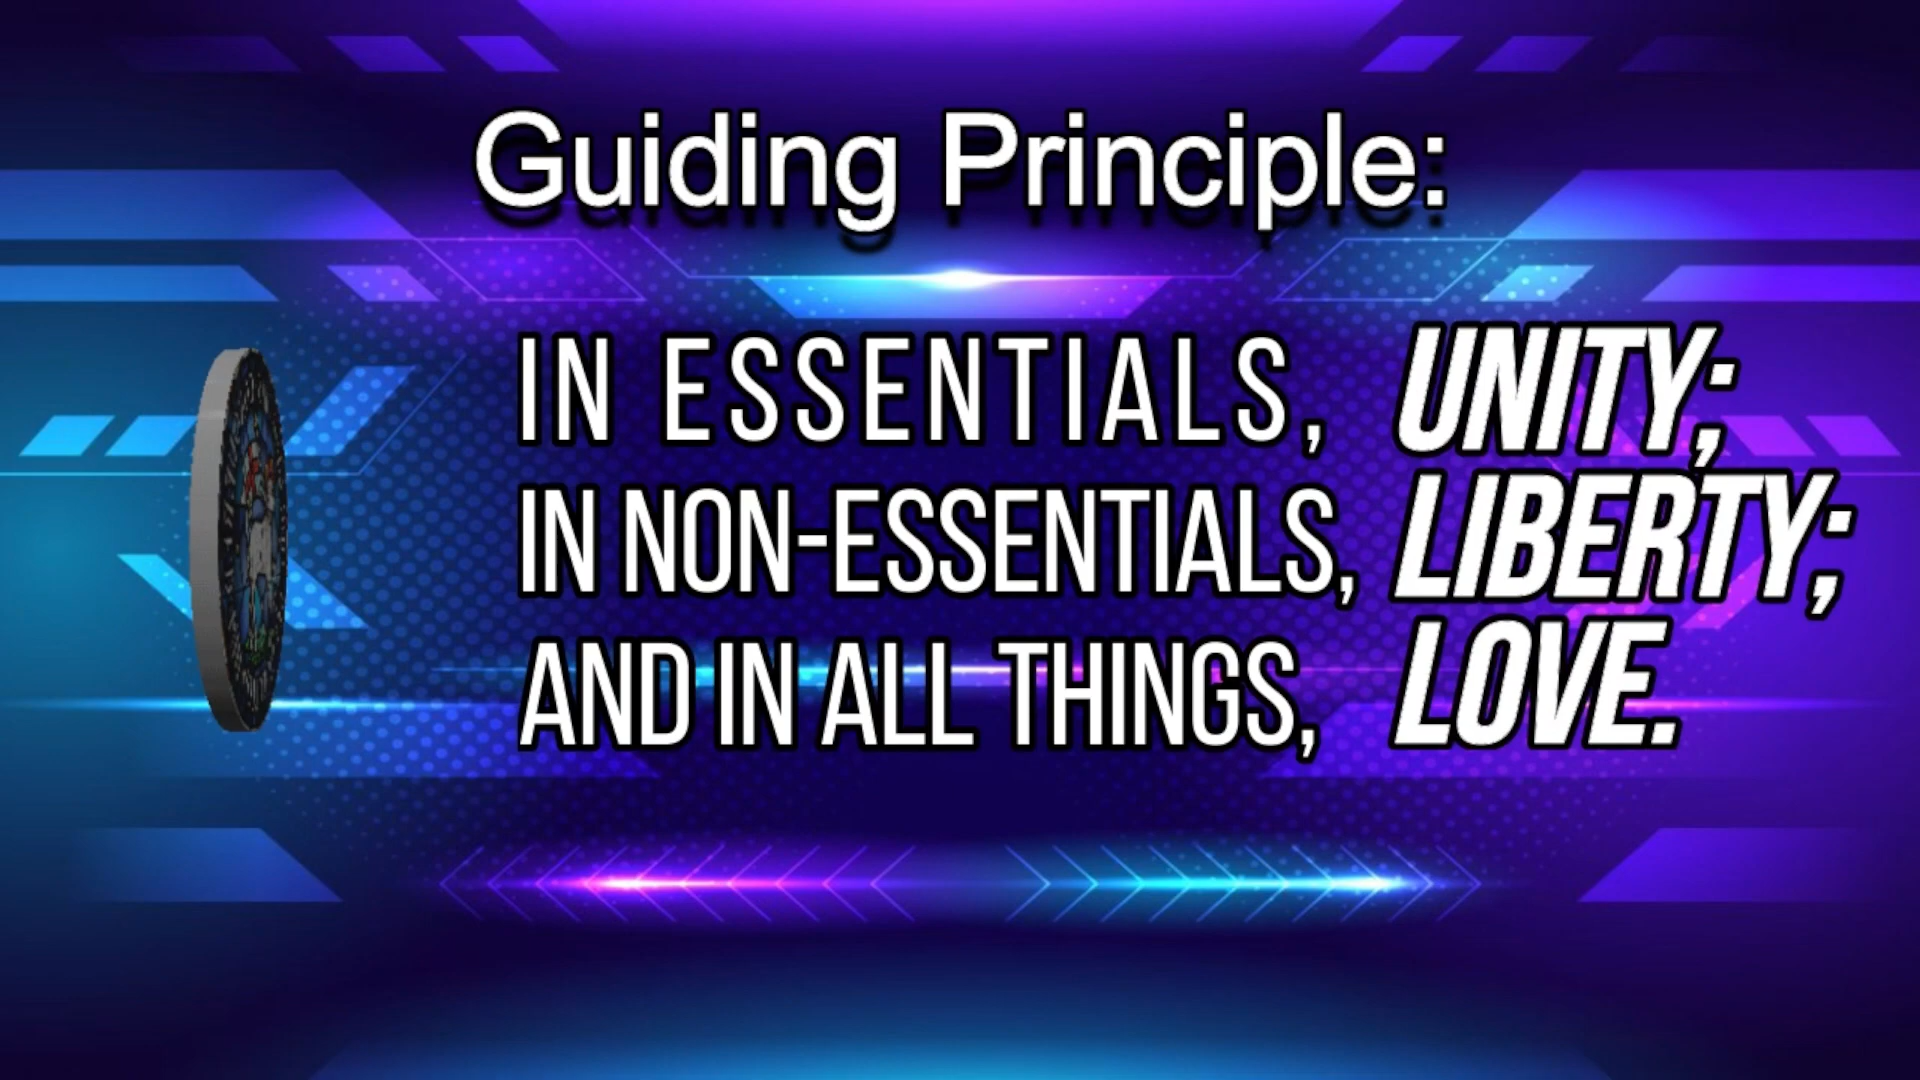 Guiding Principle:
IN ESSENTIALS, UNITY;
IN NON-ESSENTIALS, LIBERTY;
AND IN ALL THINGS, LOVE.